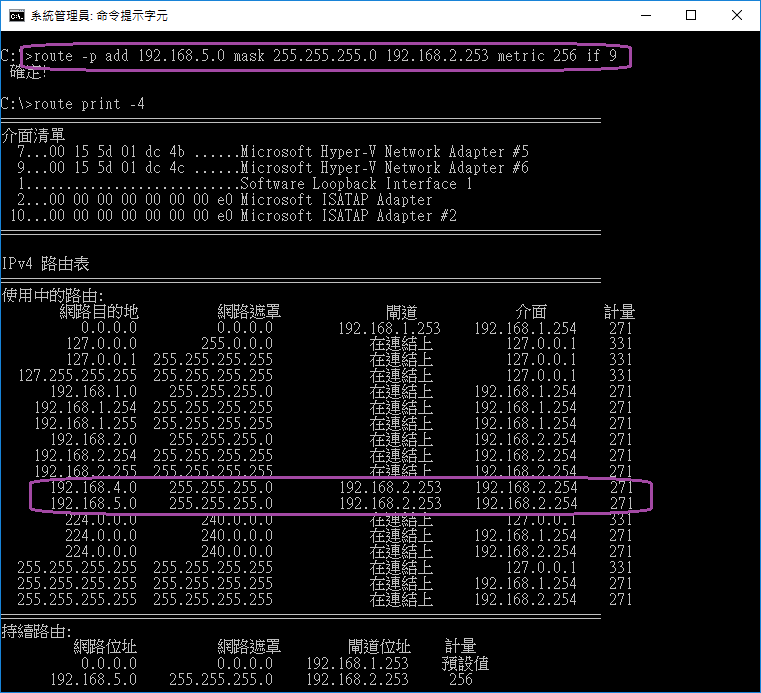 系統管理員: 命令提示字元
C:\>route -p add 192.168.5.0 mask 255.255.255.0 192.168.2.253 metric 256 if 9
確定!
C:\>route print -4
===========================================================================
介面清單
7...00 15 5d 01 dc 4b ......Microsoft Hyper-V Network Adapter #5
9...00 15 5d 01 dc 4c ......Microsoft Hyper-V Network Adapter #6
1...........................Software Loopback Interface 1
2...00 00 00 00 00 00 00 e0 Microsoft ISATAP Adapter
10...00 00 00 00 00 00 00 e0 Microsoft ISATAP Adapter #2
===========================================================================
IPv4 路由表
===========================================================================
使用中的路由:
網路目的地 網路遮罩 閘道 介面 計量
0.0.0.0 0.0.0.0 192.168.1.253 192.168.1.254 271
127.0.0.0 255.0.0.0 在連結上 127.0.0.1 331
127.0.0.1 255.255.255.255 在連結上 127.0.0.1 331
127.255.255.255 255.255.255.255 在連結上 127.0.0.1 331
192.168.1.0 255.255.255.0 在連結上 192.168.1.254 271
192.168.1.254 255.255.255.255 在連結上 192.168.1.254 271
192.168.1.255 255.255.255.255 在連結上 192.168.1.254 271
192.168.2.0 255.255.255.0 在連結上 192.168.2.254 271
192.168.2.254 255.255.255.255 在連結上 192.168.2.254 271
192.168.2.255 255.255.255.255 在連結上 192.168.2.254 271
192.168.4.0 255.255.255.0 192.168.2.253 192.168.2.254 271
192.168.5.0 255.255.255.0 192.168.2.253 192.168.2.254 271
224.0.0.0 240.0.0.0 在連結上 127.0.0.1 331
224.0.0.0 240.0.0.0 在連結上 192.168.1.254 271
224.0.0.0 240.0.0.0 在連結上 192.168.2.254 271
255.255.255.255 255.255.255.255 在連結上 127.0.0.1 331
255.255.255.255 255.255.255.255 在連結上 192.168.1.254 271
255.255.255.255 255.255.255.255 在連結上 192.168.2.254 271
===========================================================================
持續路由:
網路位址 網路遮罩 閘道位址 計量
0.0.0.0 0.0.0.0 192.168.1.253 預設值
192.168.5.0 255.255.255.0 192.168.2.253 256